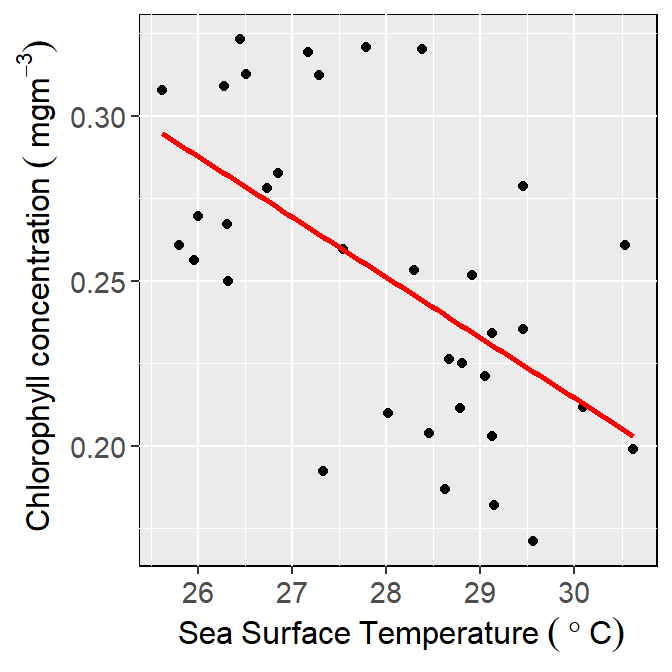 Chlorophyll concentration ( mgm⁻³)
0.30
0.25
0.20
26 27 28 29 30
Sea Surface Temperature ( ° C)